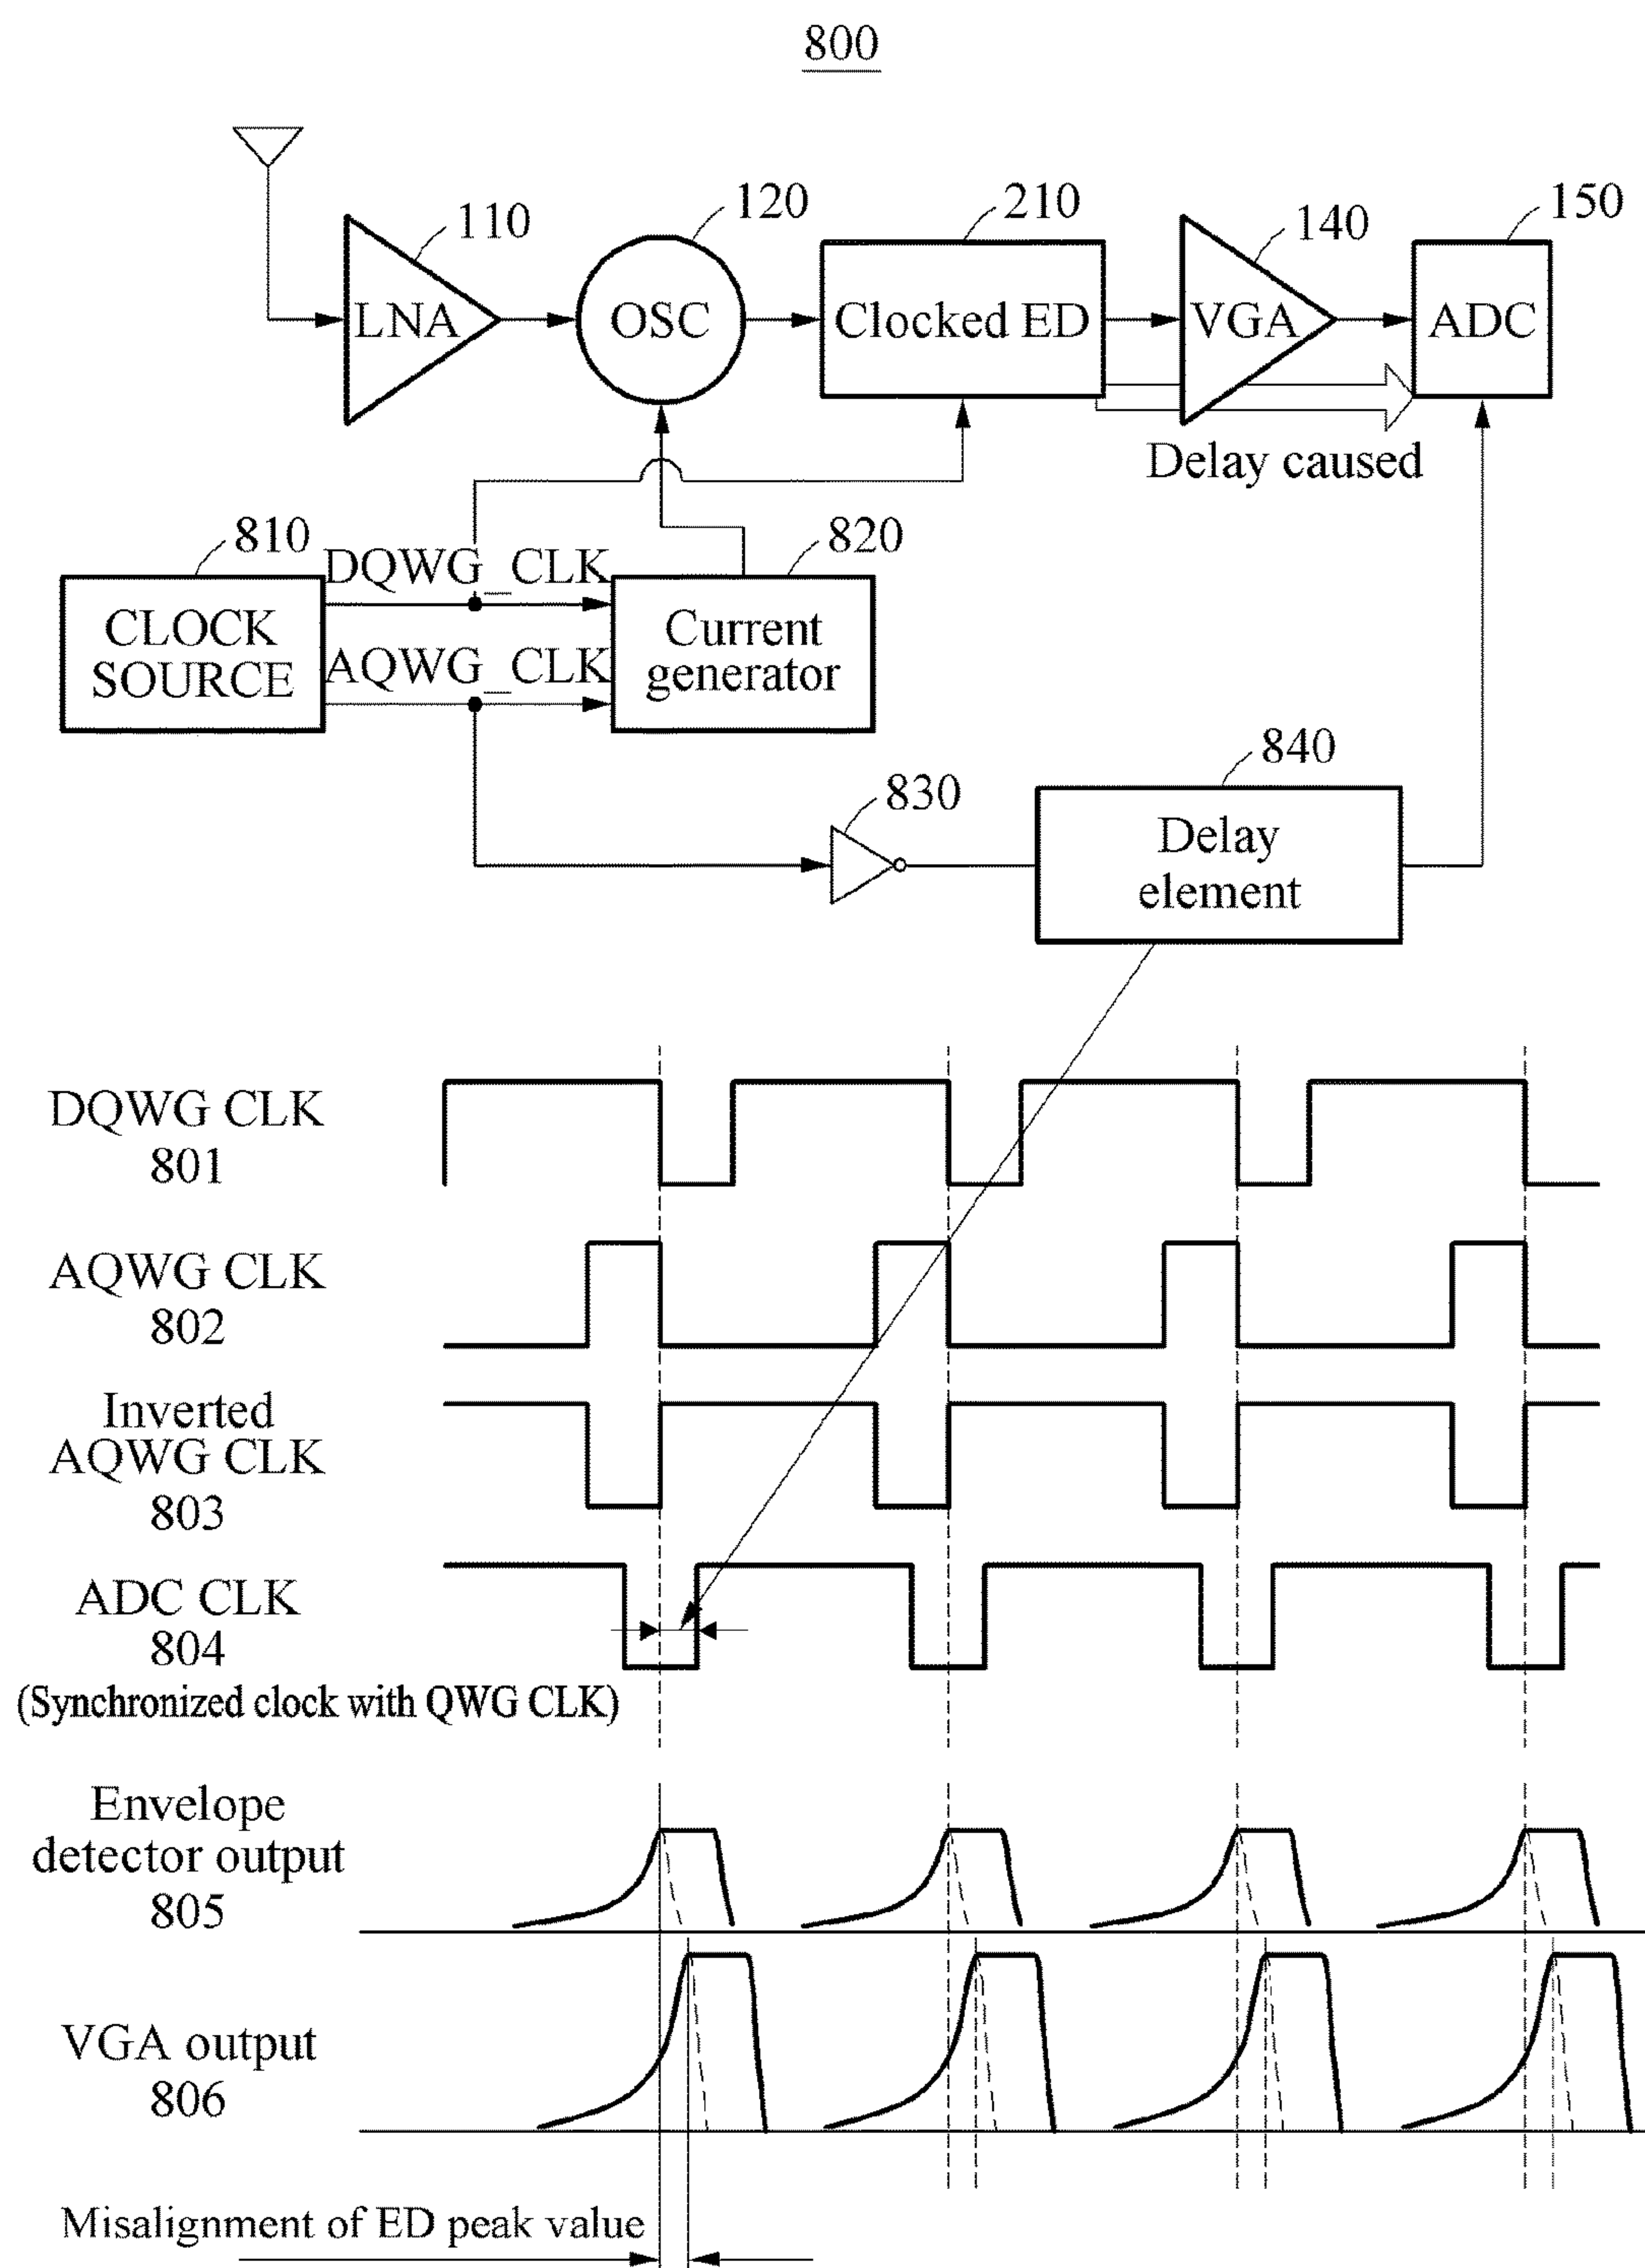 800
110
120
210
140
150
LNA
OSC
Clocked ED
VGA
ADC
Delay caused
810
DQWG_CLK
820
CLOCK
SOURCE
AQWG_CLK
Current
generator
830
840
Delay
element
DQWG CLK
801
AQWG CLK
802
Inverted
AQWG CLK
803
ADC CLK
804
(Synchronized clock with QWG CLK)
Envelope
detector output
805
VGA output
806
Misalignment of ED peak value